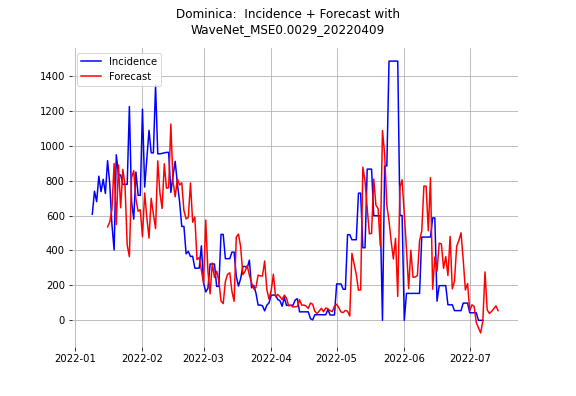 Dominica:  Incidence + Forecast with
WaveNet_MSE0.0029_20220409
Incidence
Forecast
1400
1200
1000
800
600
400
200
0
2022-01 2022-02 2022-03 2022-04 2022-05 2022-06 2022-07